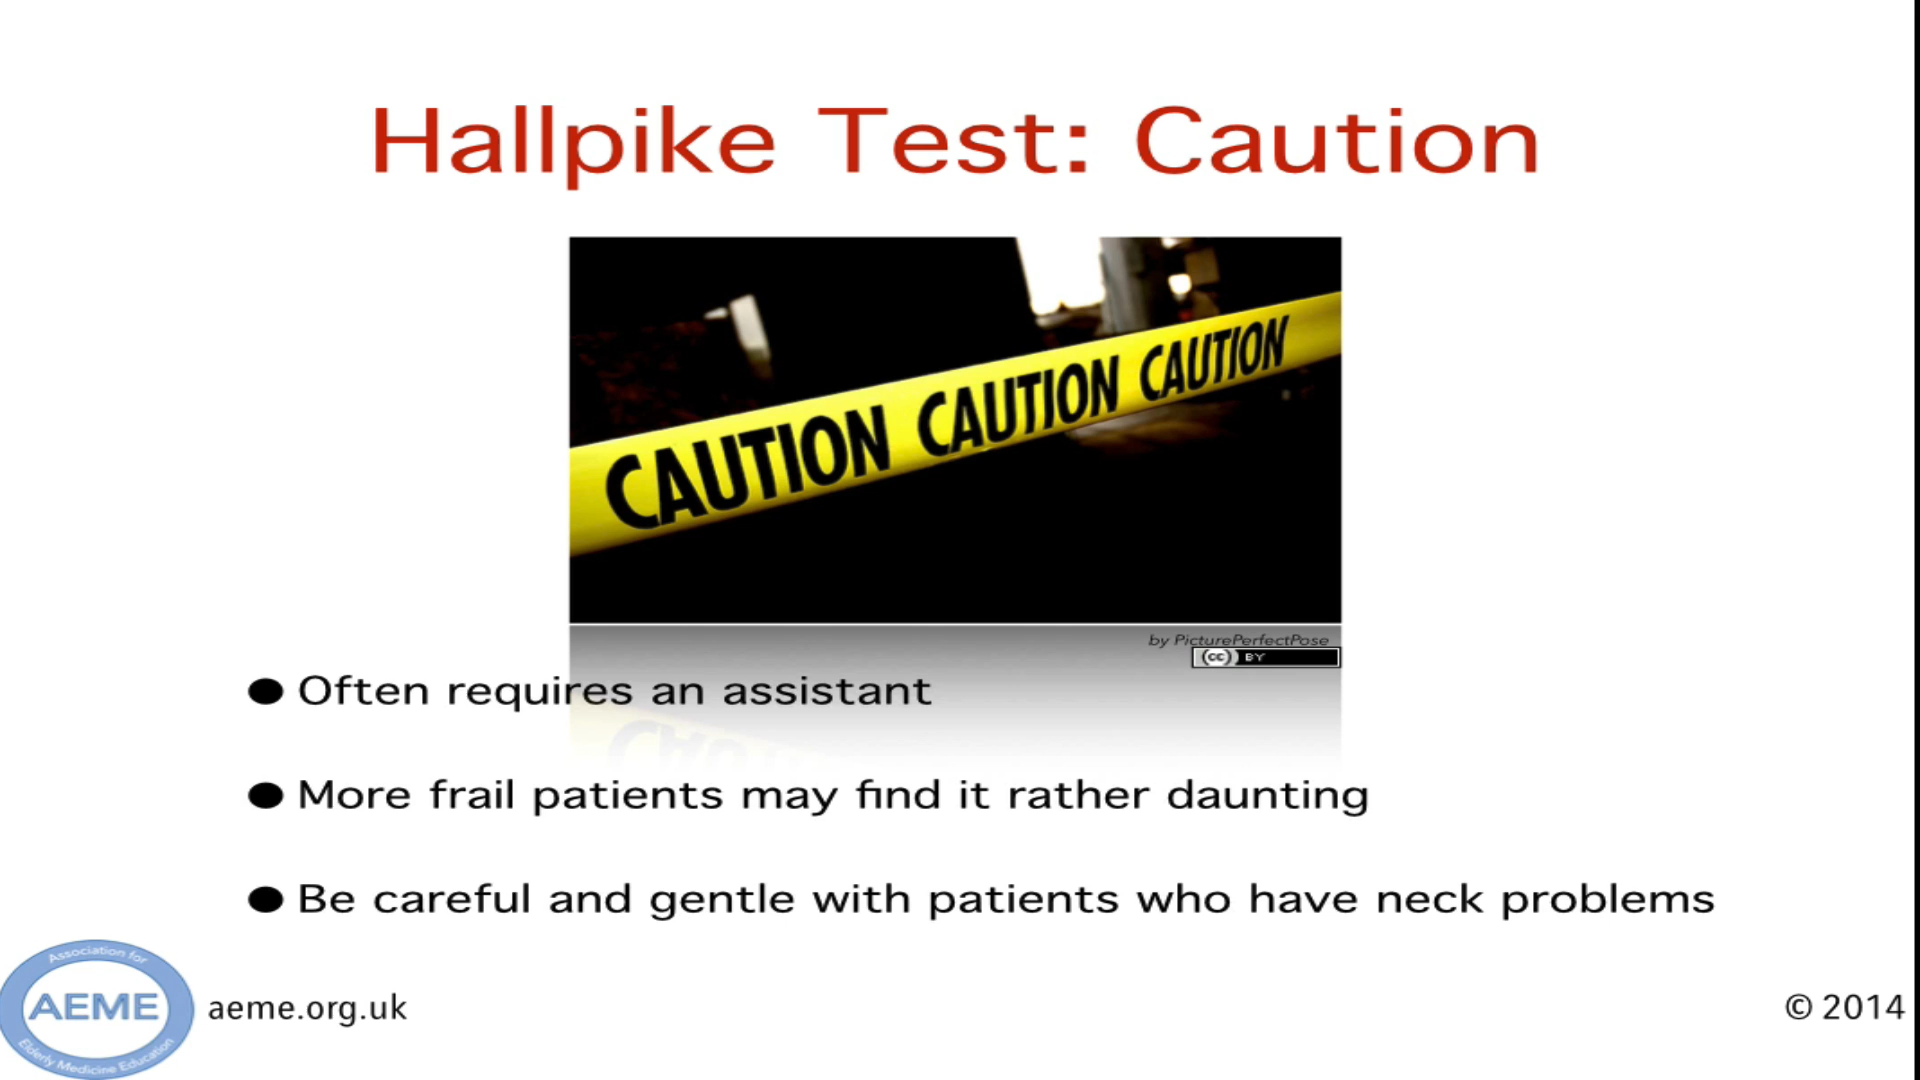 Hallpike Test: Caution
CAUTION CAUTION CAUTION
by PicturePerfectPose
(cc) BY
● Often requires an assistant
● More frail patients may find it rather daunting
● Be careful and gentle with patients who have neck problems
Association for
AEME
Elderly Medicine Education
aeme.org.uk
© 2014